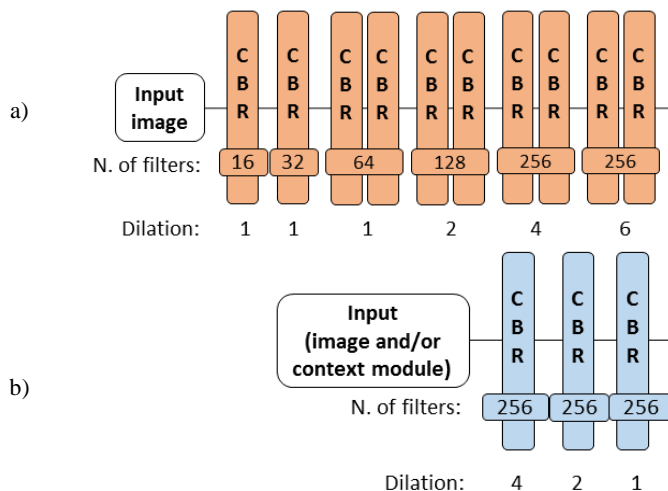 C C C C C C C C C C
B B B B B B B B B B
R R R R R R R R R R
Input
image
a)
N. of filters: 16 32 64 128 256 256
Dilation: 1 1 1 2 4 6
C C C
B B B
R R R
Input
(image and/or
context module)
b)
N. of filters: 256 256 256
Dilation: 4 2 1